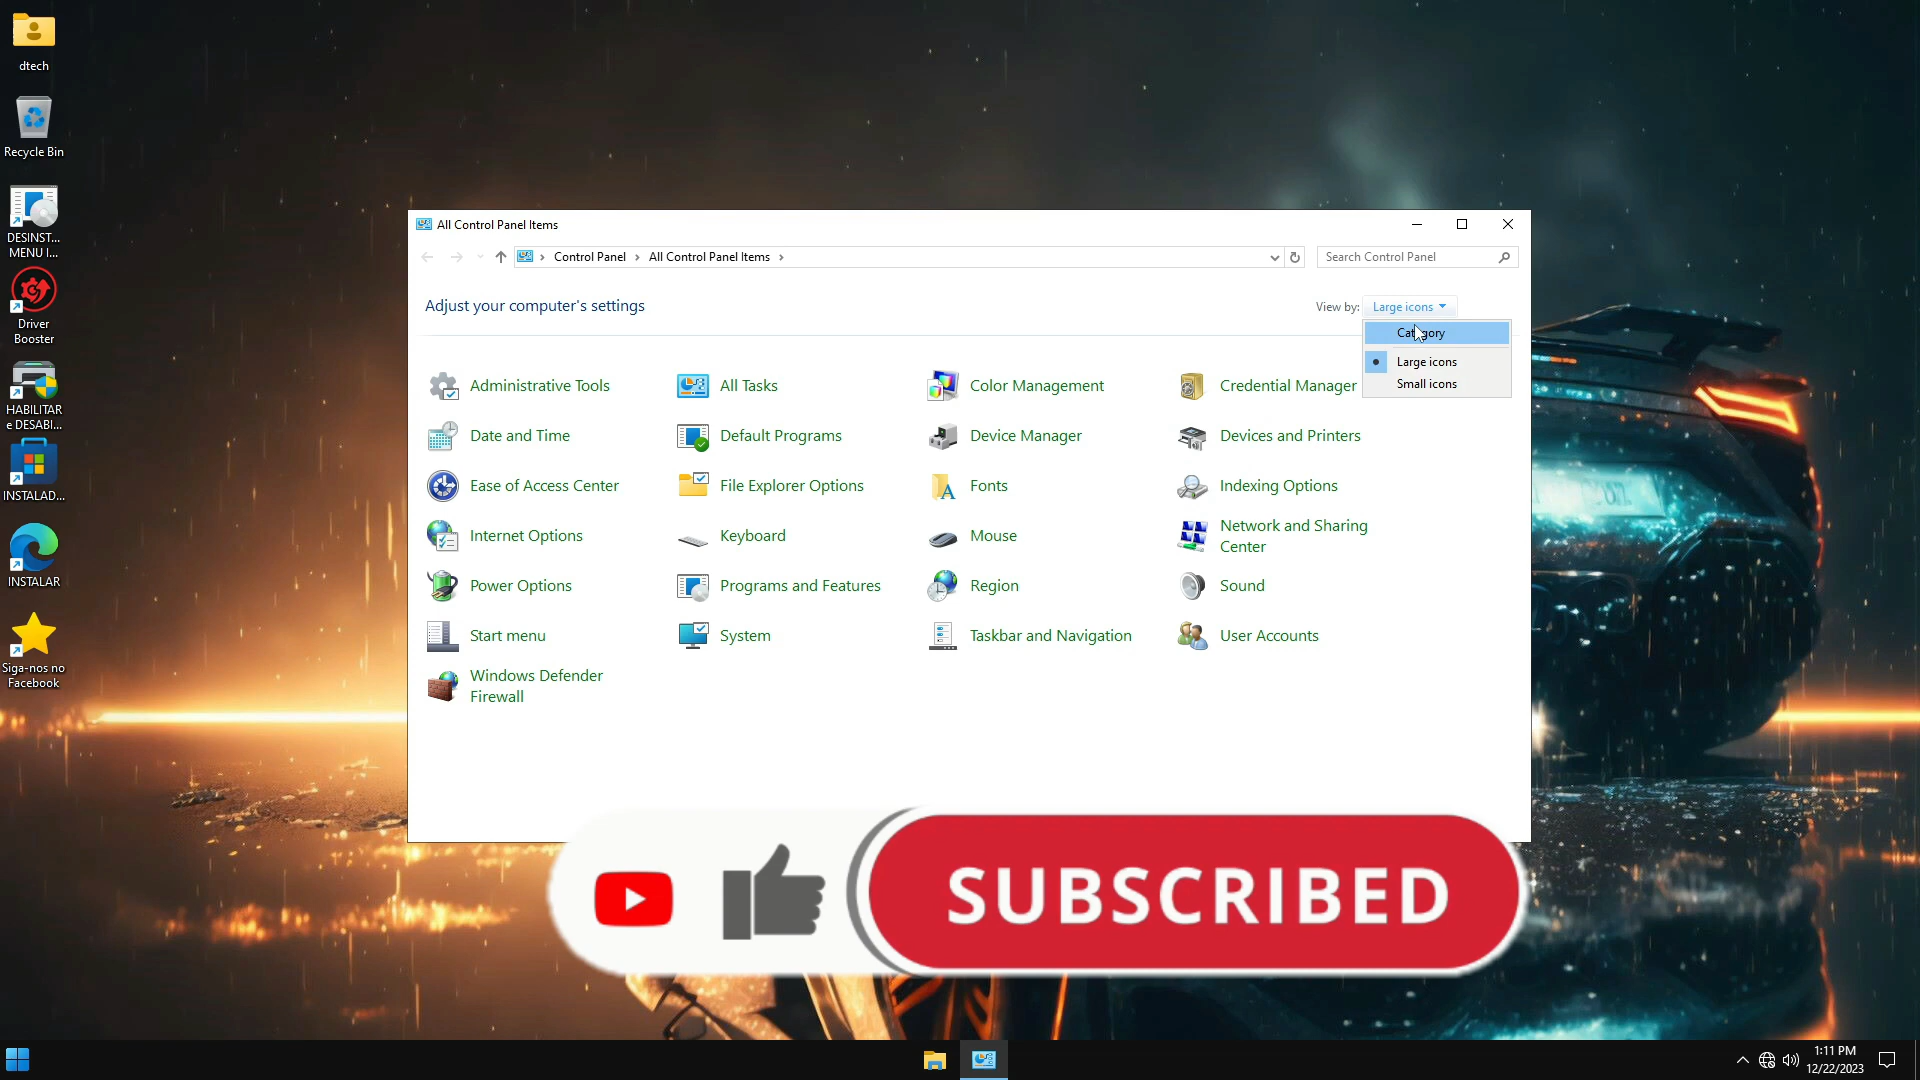 dtech
Recycle Bin
DESINST...
MENU I...
Driver
Booster
HABILITAR
e DESABI...
INSTALAD...
INSTALAR
Siga-nos no
Facebook
All Control Panel Items
Control Panel
All Control Panel Items
Search Control Panel
Adjust your computer's settings
View by:
Large icons
Category
Large icons
Small icons
Administrative Tools
All Tasks
Color Management
Credential Manager
Date and Time
Default Programs
Device Manager
Devices and Printers
Ease of Access Center
File Explorer Options
Fonts
Indexing Options
Internet Options
Keyboard
Mouse
Network and Sharing
Center
Power Options
Programs and Features
Region
Sound
Start menu
System
Taskbar and Navigation
User Accounts
Windows Defender
Firewall
SUBSCRIBED
1:11 PM
12/22/2023